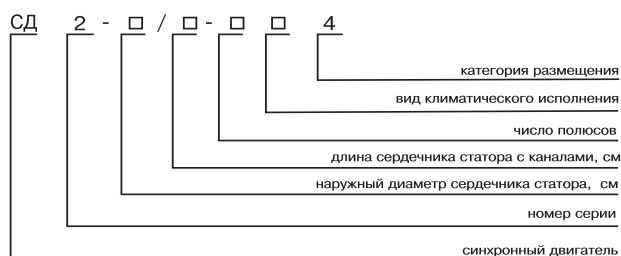 СД 2 - □ / □ - □ □ 4
категория размещения
вид климатического исполнения
число полюсов
длина сердечника статора с каналами, см
наружный диаметр сердечника статора, см
номер серии
синхронный двигатель